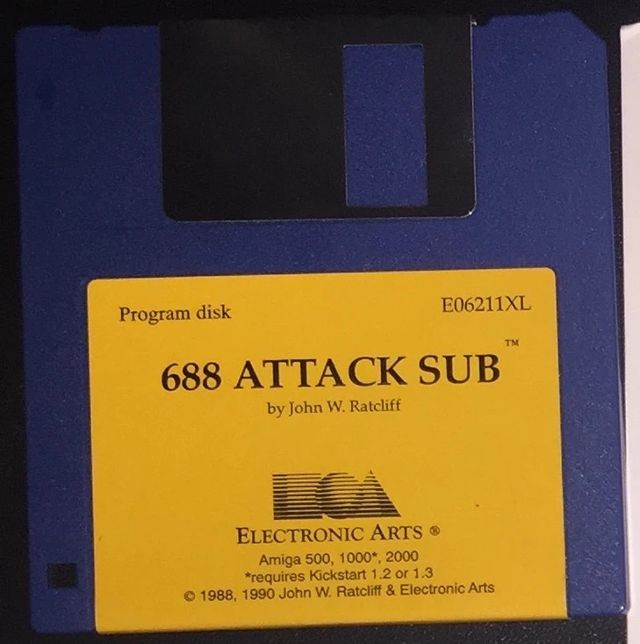 Program disk E06211XL
688 ATTACK SUB™
by John W. Ratcliff
ELECTRONIC ARTS ®
Amiga 500, 1000*, 2000
*requires Kickstart 1.2 or 1.3
© 1988, 1990 John W. Ratcliff & Electronic Arts